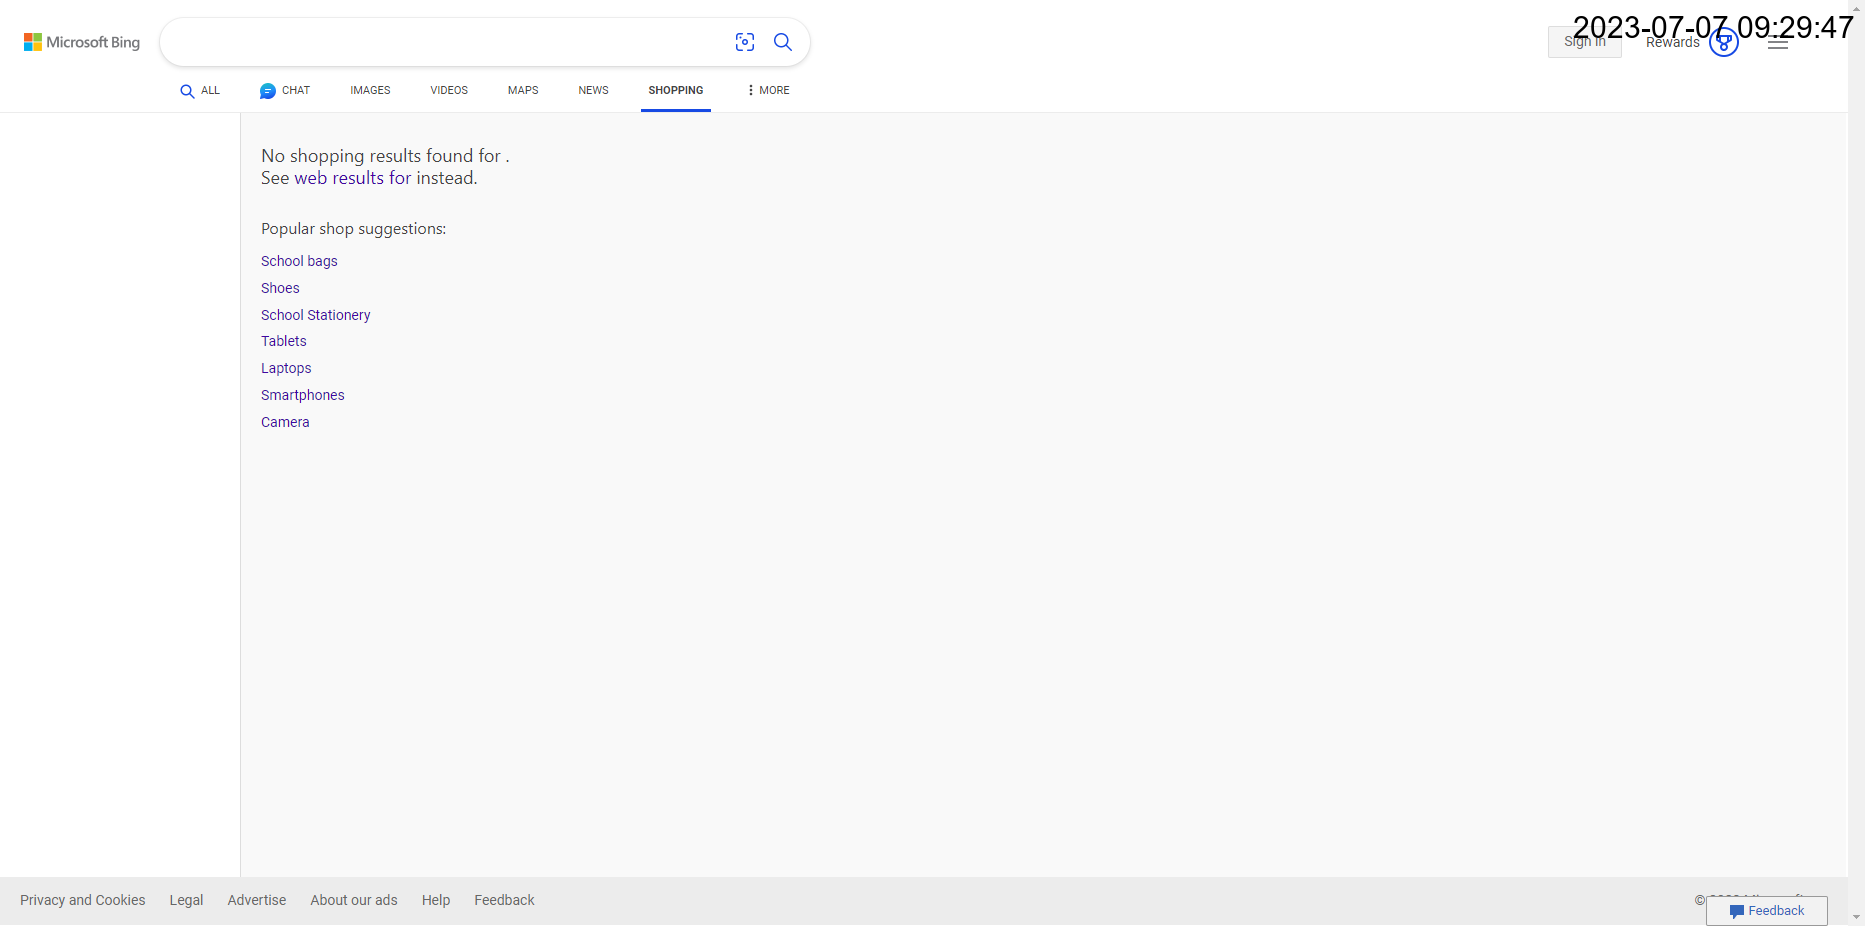 Microsoft Bing
2023-07-07 09:29:47
Sign in
Rewards
ALL
CHAT
IMAGES
VIDEOS
MAPS
NEWS
SHOPPING
MORE
No shopping results found for .
See web results for instead.
Popular shop suggestions:
School bags
Shoes
School Stationery
Tablets
Laptops
Smartphones
Camera
Privacy and Cookies
Legal
Advertise
About our ads
Help
Feedback
©
Feedback